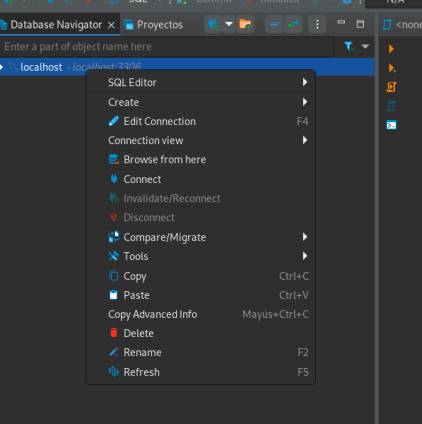 N/A
Database Navigator
Proyectos
<none
Enter a part of object name here
localhost - localhost:3306
SQL Editor
Create
Edit Connection F4
Connection view
Browse from here
Connect
Invalidate/Reconnect
Disconnect
Compare/Migrate
Tools
Copy Ctrl+C
Paste Ctrl+V
Copy Advanced Info Mayús+Ctrl+C
Delete
Rename F2
Refresh F5